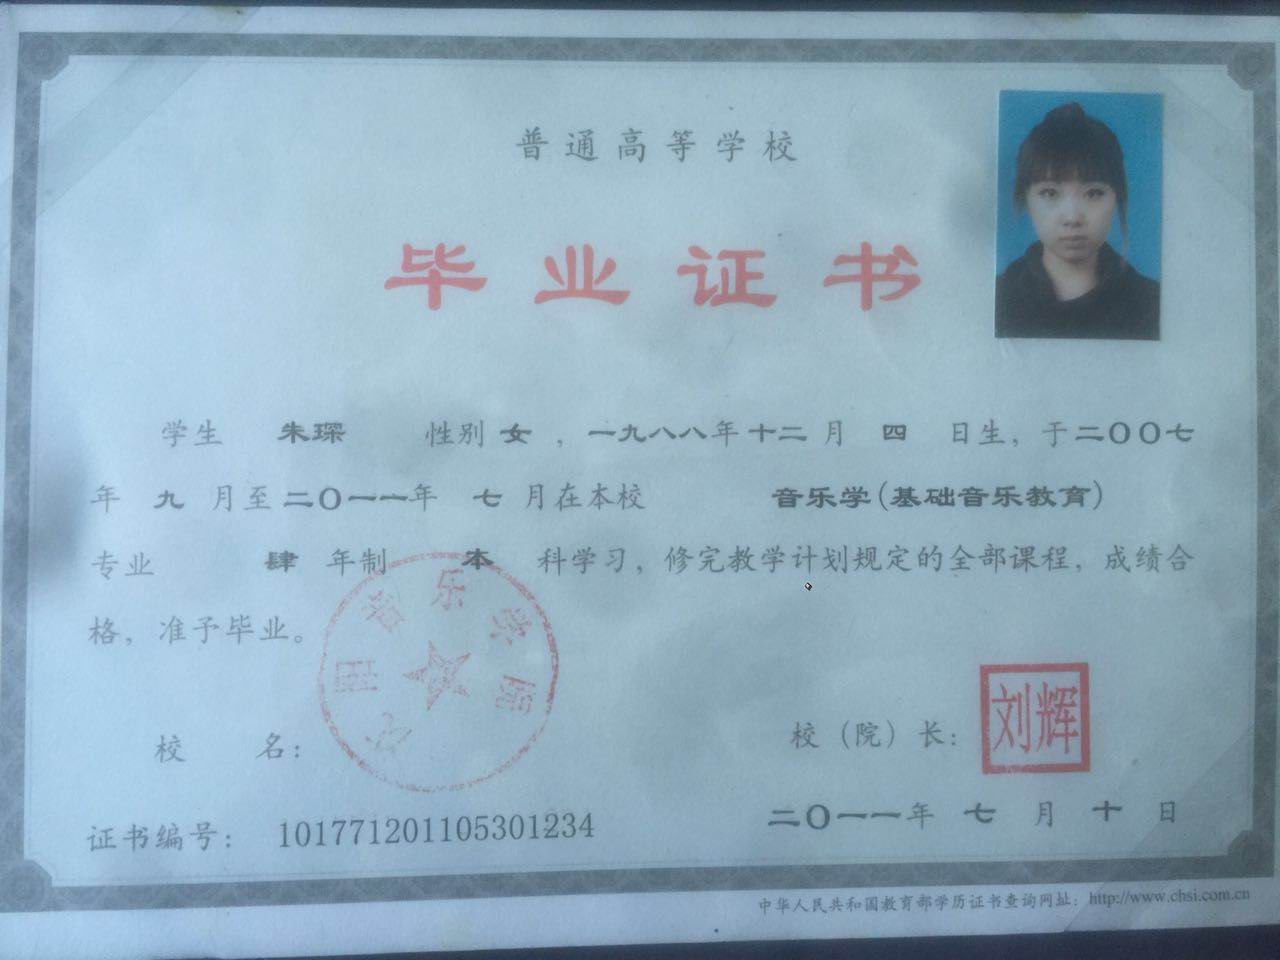 普通高等学校
毕业证书
学生 朱琛 性别 女 ，一九八八年十二月 四 日生，于二〇〇七
年 九 月至二〇一一年 七 月在本校 音乐学(基础音乐教育)
专业 肆 年制 本 科学习，修完教学计划规定的全部课程，成绩合
格，准予毕业。
音乐学院
校 名：
校（院）长：
刘辉
二〇一一年 七 月 十 日
证书编号： 101771201105301234
中华人民共和国教育部学历证书查询网址：http://www.chsi.com.cn